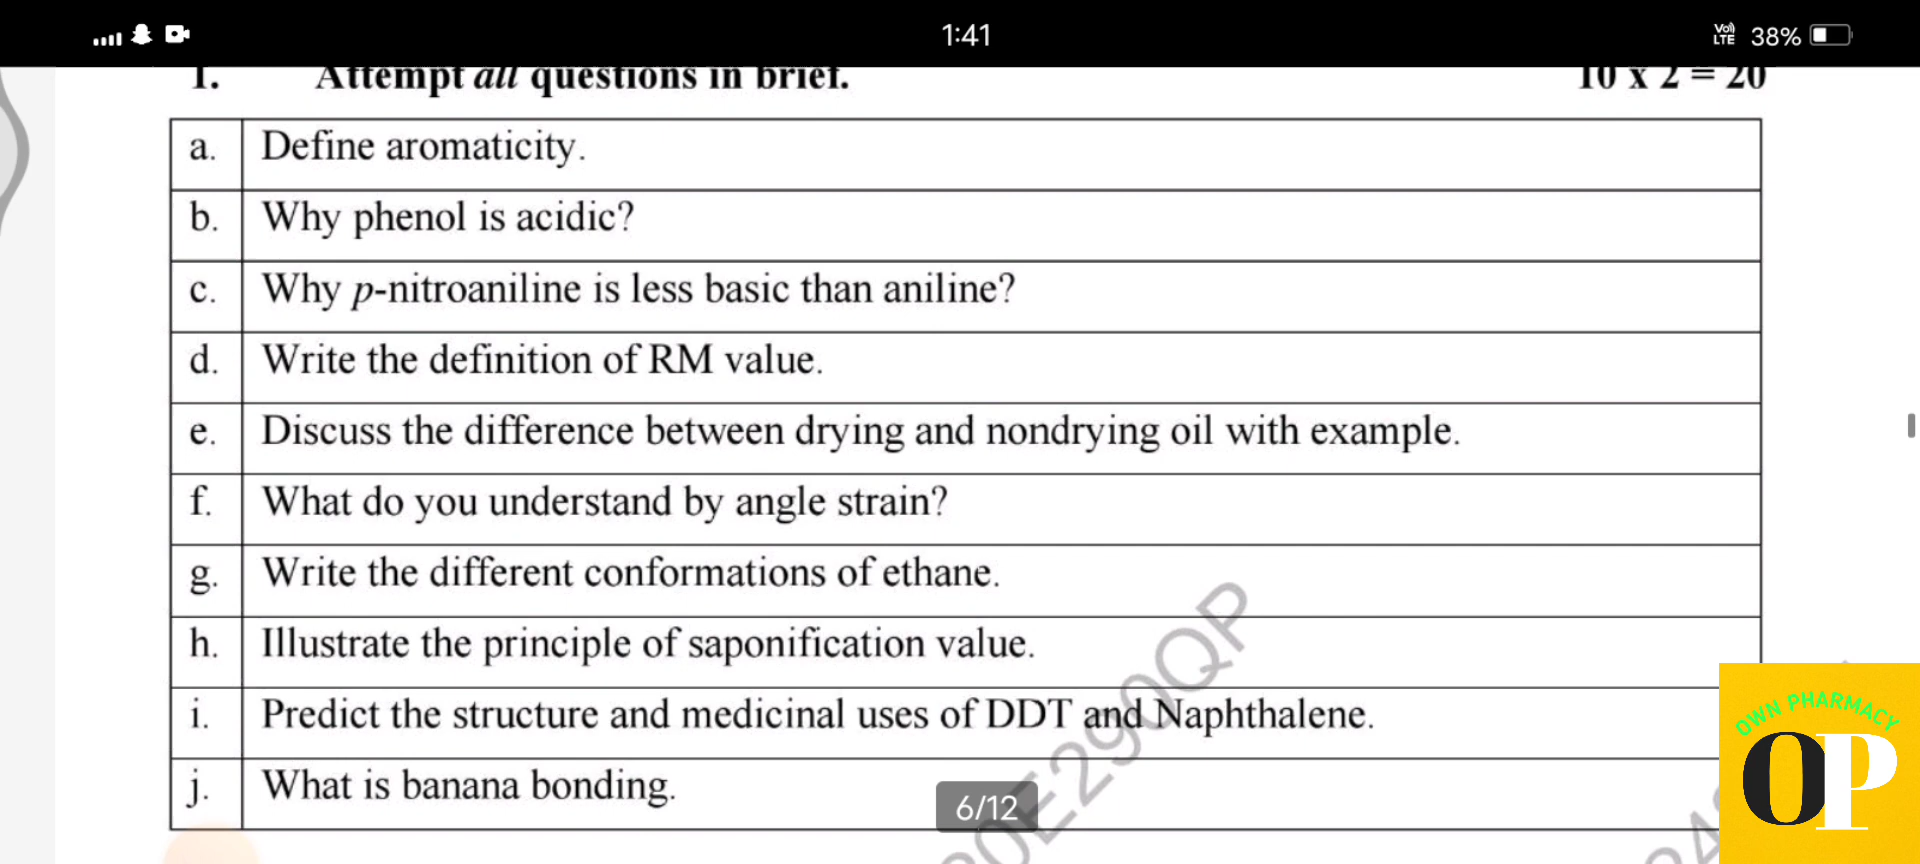 1:41
Vo)
LTE 38%
1. Attempt all questions in brief. 10 x 2 = 20
a. Define aromaticity.
b. Why phenol is acidic?
c. Why p-nitroaniline is less basic than aniline?
d. Write the definition of RM value.
e. Discuss the difference between drying and nondrying oil with example.
f. What do you understand by angle strain?
g. Write the different conformations of ethane.
h. Illustrate the principle of saponification value.
i. Predict the structure and medicinal uses of DDT and Naphthalene.
j. What is banana bonding.
6/12
0E290QP
OWN PHARMACY
OP